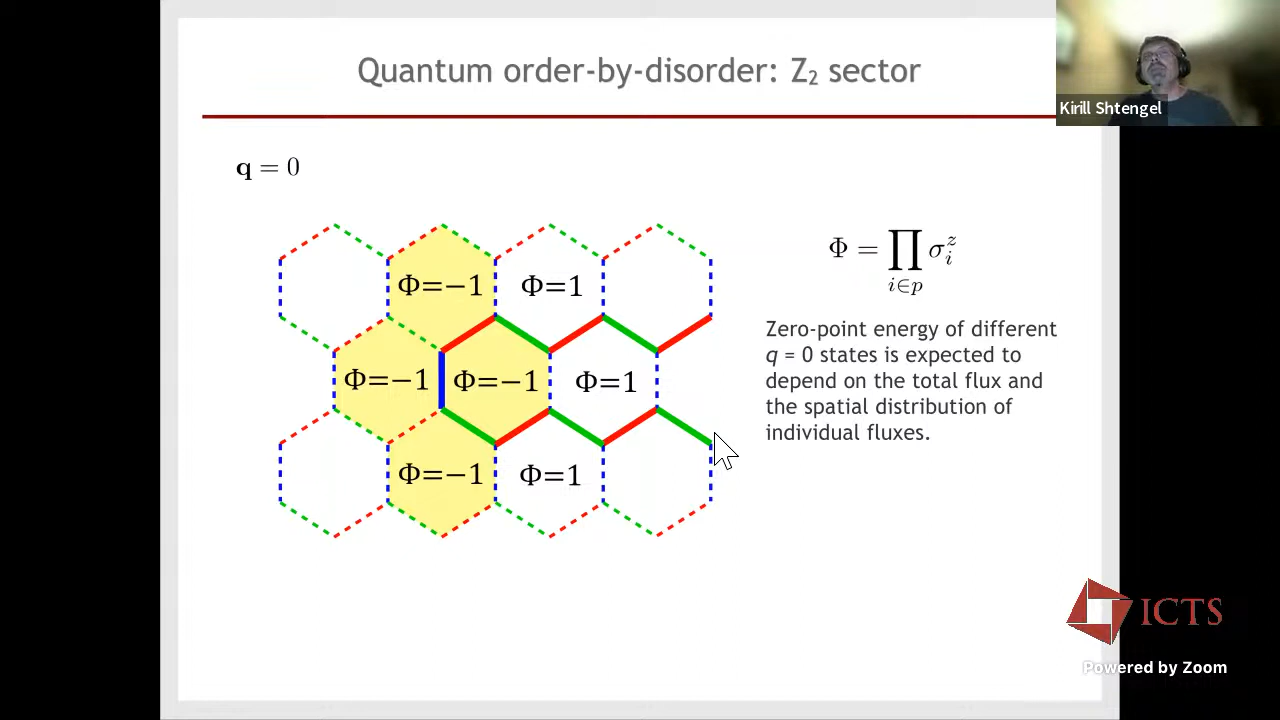 Quantum order-by-disorder: Z₂ sector
Kirill Shtengel
q = 0
Φ=−1
Φ=1
Φ = ∏ σᵢᶻ
i∈p
Zero-point energy of different
q = 0 states is expected to
depend on the total flux and
the spatial distribution of
individual fluxes.
Φ=−1
Φ=−1
Φ=1
Φ=−1
Φ=1
ICTS
Powered by Zoom